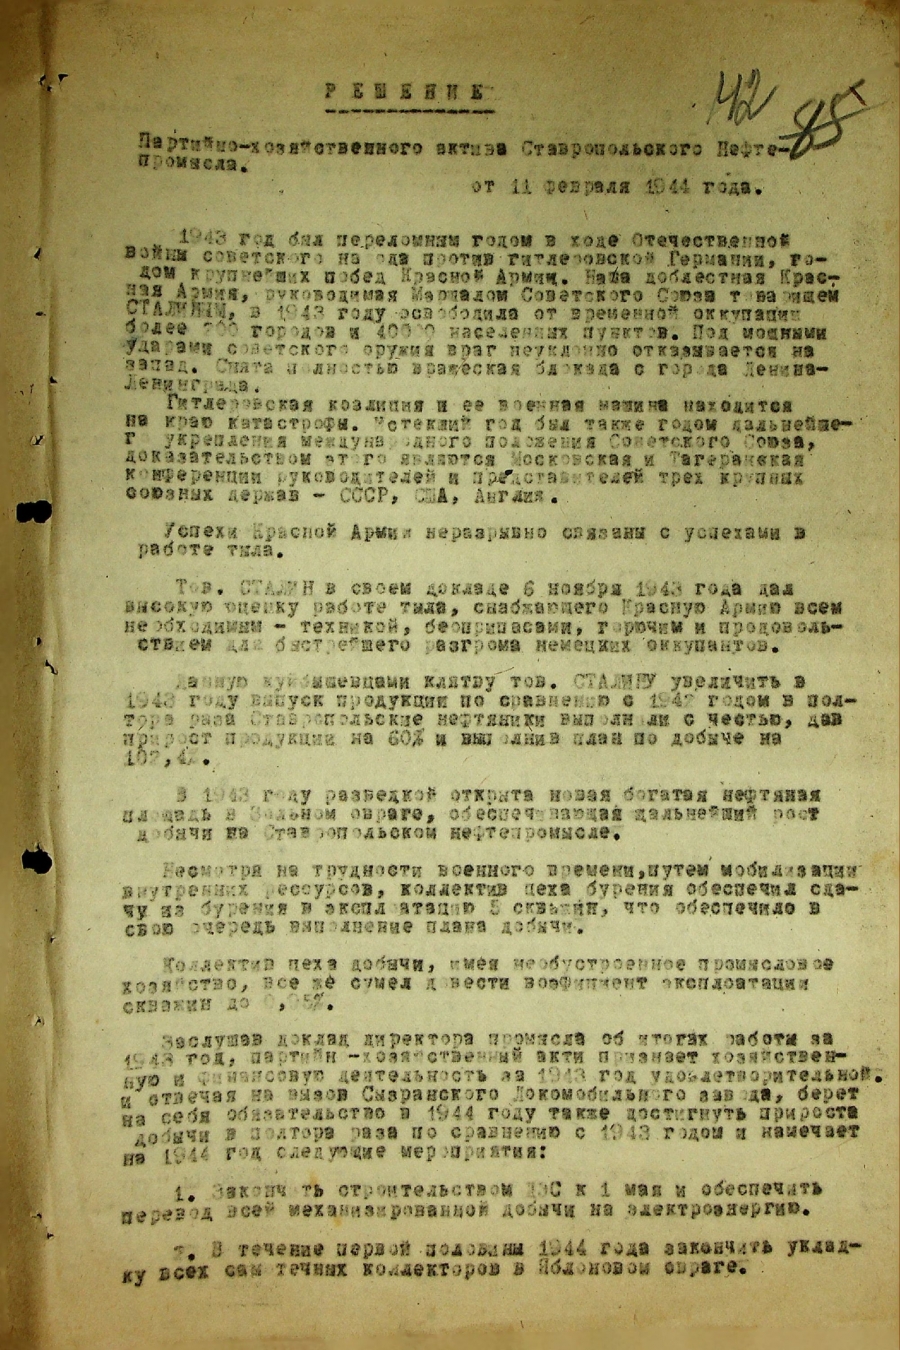 42 85
РЕШЕНИЕ
Партийно-хозяйственного актива Ставропольского Нефте-
промысла.
от 11 февраля 1944 года.
1943 год был переломным годом в ходе Отечественной
войны советского народа против гитлеровской Германии, го-
дом крупнейших побед Красной Армии. Наша доблестная Крас-
ная Армия, руководимая Маршалом Советского Союза товарищем
СТАЛИНЫМ, в 1943 году освободила от временной оккупации
более городов и населенных пунктов. Под мощными
ударами советского оружия враг неуклонно отказывается на
запад. Снята полностью вражеская блокада с города Ленина-
Ленинграда.
Гитлеровская коалиция и ее военная машина находится
на краю катастрофы. Истекший год был также годом дальнейше-
г укрепления международного положения Советского Союза,
доказательством этого являются Московская и Тегеранская
конференции руководителей и представителей трех крупных
союзных держав - СССР, США, Англия.
Успехи Красной Армии неразрывно связаны с успехами в
работе тыла.
Тов. СТАЛИН в своем докладе 6 ноября 1943 года дал
высокую оценку работе тыла, снабжающего Красную Армию всем
необходимым - техникой, боеприпасами, горючим и продоволь-
ствием для быстрейшего разгрома немецких оккупантов.
Данную куйбышевцами клятву тов. СТАЛИНУ увеличить в
1943 году выпуск продукции по сравнению с 1942 годом в пол-
тора раза Ставропольские нефтяники выполнили с честью, дав
прирост продукции на 60% и выполнив план по добыче на
В 1943 году разведкой открыта новая богатая нефтяная
площадь в овраге, обеспечивающая дальнейший рост
добычи на Ставропольском нефтепромысле.
Несмотря на трудности военного времени,путем мобилизации
внутренних рессурсов, коллектив цеха бурения обеспечил сда-
чу из бурения в эксплоатацию 5 скважин, что обеспечило в
свою очередь выполнение плана добычи.
Коллектив цеха добычи, имея необустроенное промысловое
хозяйство, все же сумел довести коэфициент эксплоатации
скважин до
Заслушав доклад директора промысла об итогах работы за
1943 год, партийн -хозяйственный акти признает хозяйствен-
ную и финансовую деятельность за 1943 год удовлетворительной.
и отвечая на вызов Сызранского Локомобильного завода, берет
на себя обязательство в 1944 году также достигнуть прироста
добычи в полтора раза по сравнению с 1943 годом и намечает
на 1944 год следующие мероприятия:
1. Закончить строительством к 1 мая и обеспечить
перевод всей механизированной добычи на электроэнергию.
2. В течение первой половины 1944 года закончить уклад-
ку всех самотечных коллекторов в Яблоновом овраге.